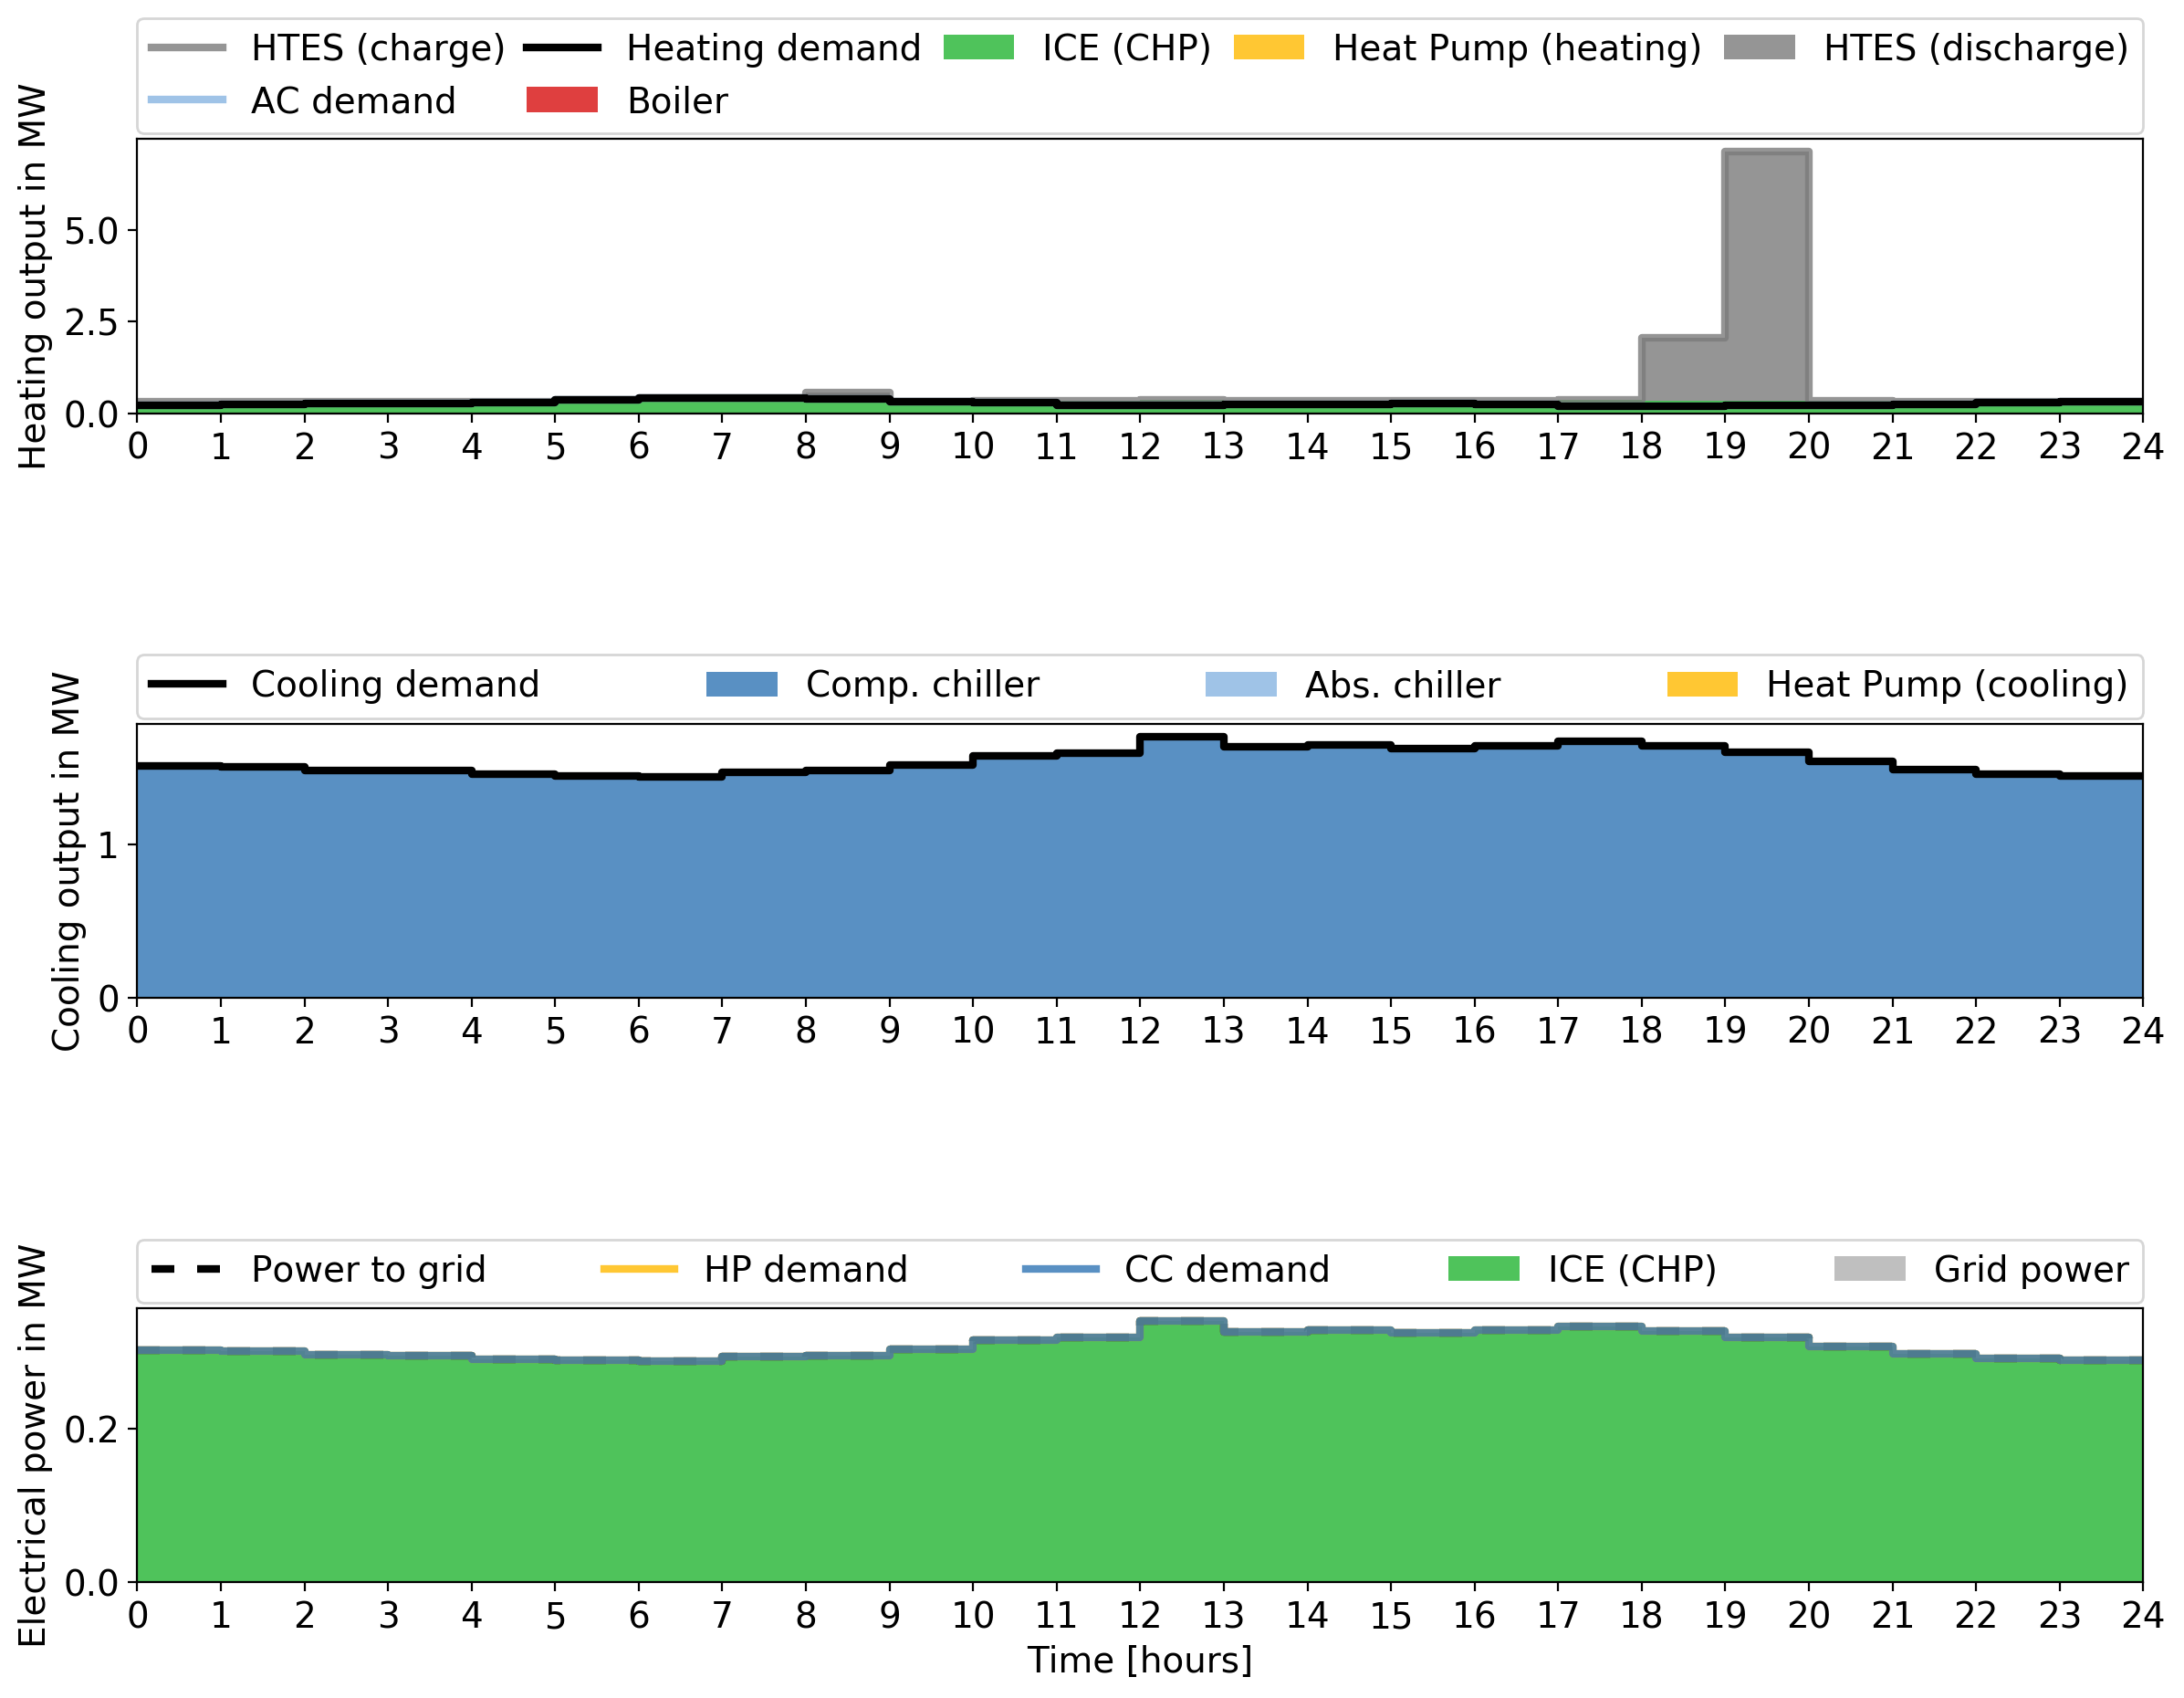 HTES (charge) Heating demand ICE (CHP) Heat Pump (heating) HTES (discharge)
AC demand Boiler
Heating output in MW
5.0
2.5
0.0
0 1 2 3 4 5 6 7 8 9 10 11 12 13 14 15 16 17 18 19 20 21 22 23 24
Cooling demand Comp. chiller Abs. chiller Heat Pump (cooling)
Cooling output in MW
1
0
0 1 2 3 4 5 6 7 8 9 10 11 12 13 14 15 16 17 18 19 20 21 22 23 24
Power to grid HP demand CC demand ICE (CHP) Grid power
Electrical power in MW
0.2
0.0
0 1 2 3 4 5 6 7 8 9 10 11 12 13 14 15 16 17 18 19 20 21 22 23 24
Time [hours]